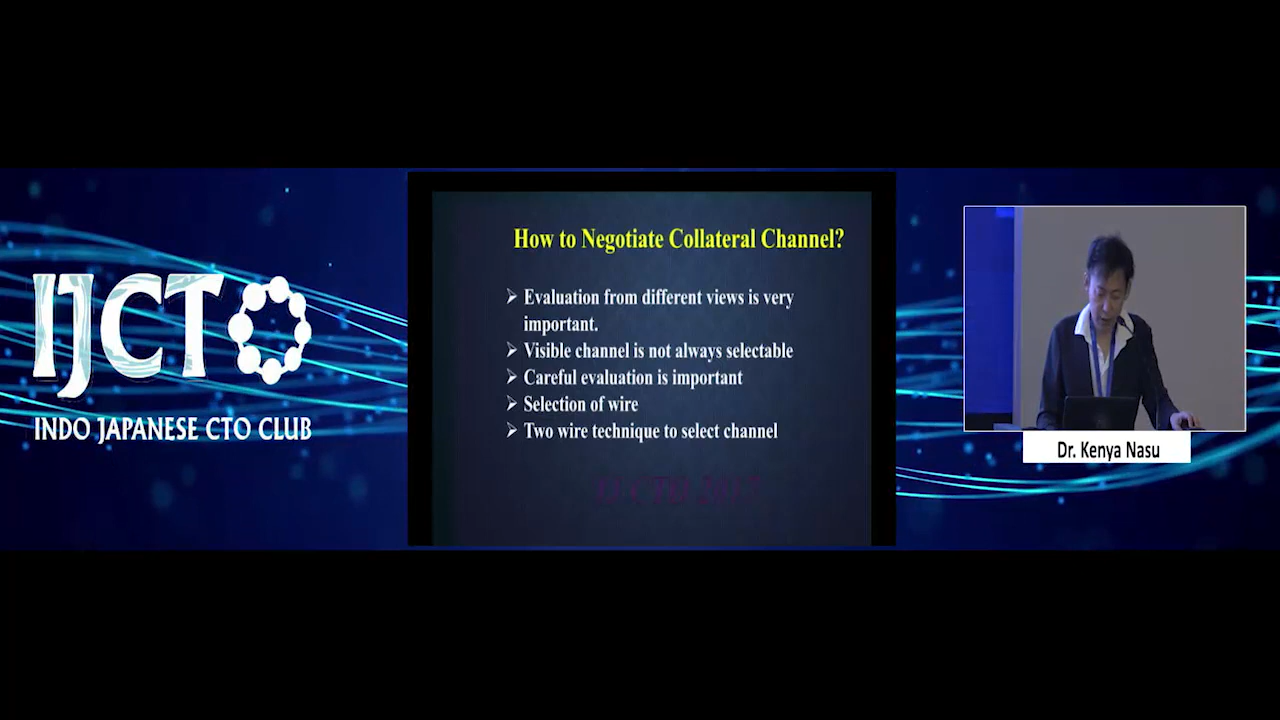 IJCTO
INDO JAPANESE CTO CLUB
How to Negotiate Collateral Channel?
Evaluation from different views is very
important.
Visible channel is not always selectable
Careful evaluation is important
Selection of wire
Two wire technique to select channel
Dr. Kenya Nasu